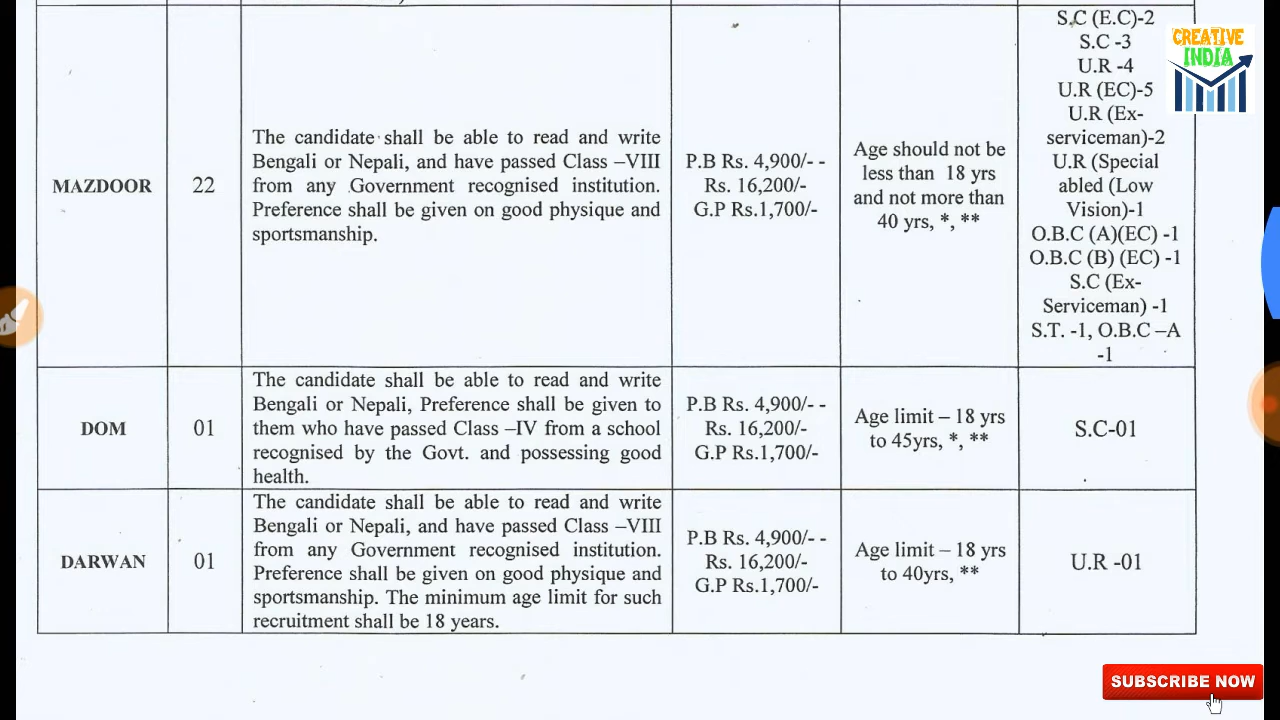 S.C (E.C)-2
S.C -3
U.R -4
U.R (EC)-5
U.R (Ex-
serviceman)-2
U.R (Special
abled (Low
Vision)-1
O.B.C (A)(EC) -1
O.B.C (B) (EC) -1
S.C (Ex-
Serviceman) -1
S.T. -1, O.B.C –A
-1
CREATIVE
INDIA
MAZDOOR
22
The candidate shall be able to read and write
Bengali or Nepali, and have passed Class –VIII
from any Government recognised institution.
Preference shall be given on good physique and
sportsmanship.
P.B Rs. 4,900/- -
Rs. 16,200/-
G.P Rs.1,700/-
Age should not be
less than 18 yrs
and not more than
40 yrs, *, **
DOM
01
The candidate shall be able to read and write
Bengali or Nepali, Preference shall be given to
them who have passed Class –IV from a school
recognised by the Govt. and possessing good
health.
P.B Rs. 4,900/- -
Rs. 16,200/-
G.P Rs.1,700/-
Age limit – 18 yrs
to 45yrs, *, **
S.C-01
DARWAN
01
The candidate shall be able to read and write
Bengali or Nepali, and have passed Class –VIII
from any Government recognised institution.
Preference shall be given on good physique and
sportsmanship. The minimum age limit for such
recruitment shall be 18 years.
P.B Rs. 4,900/- -
Rs. 16,200/-
G.P Rs.1,700/-
Age limit – 18 yrs
to 40yrs, **
U.R -01
SUBSCRIBE NOW